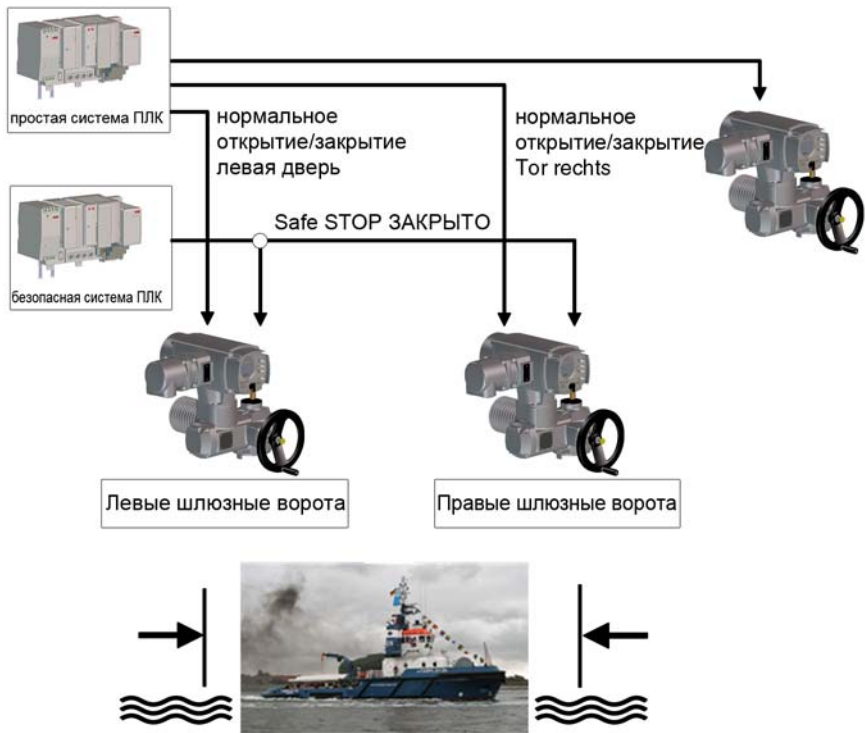 простая система ПЛК
нормальное
открытие/закрытие
левая дверь
нормальное
открытие/закрытие
Tor rechts
Safe STOP ЗАКРЫТО
безопасная система ПЛК
Левые шлюзные ворота
Правые шлюзные ворота